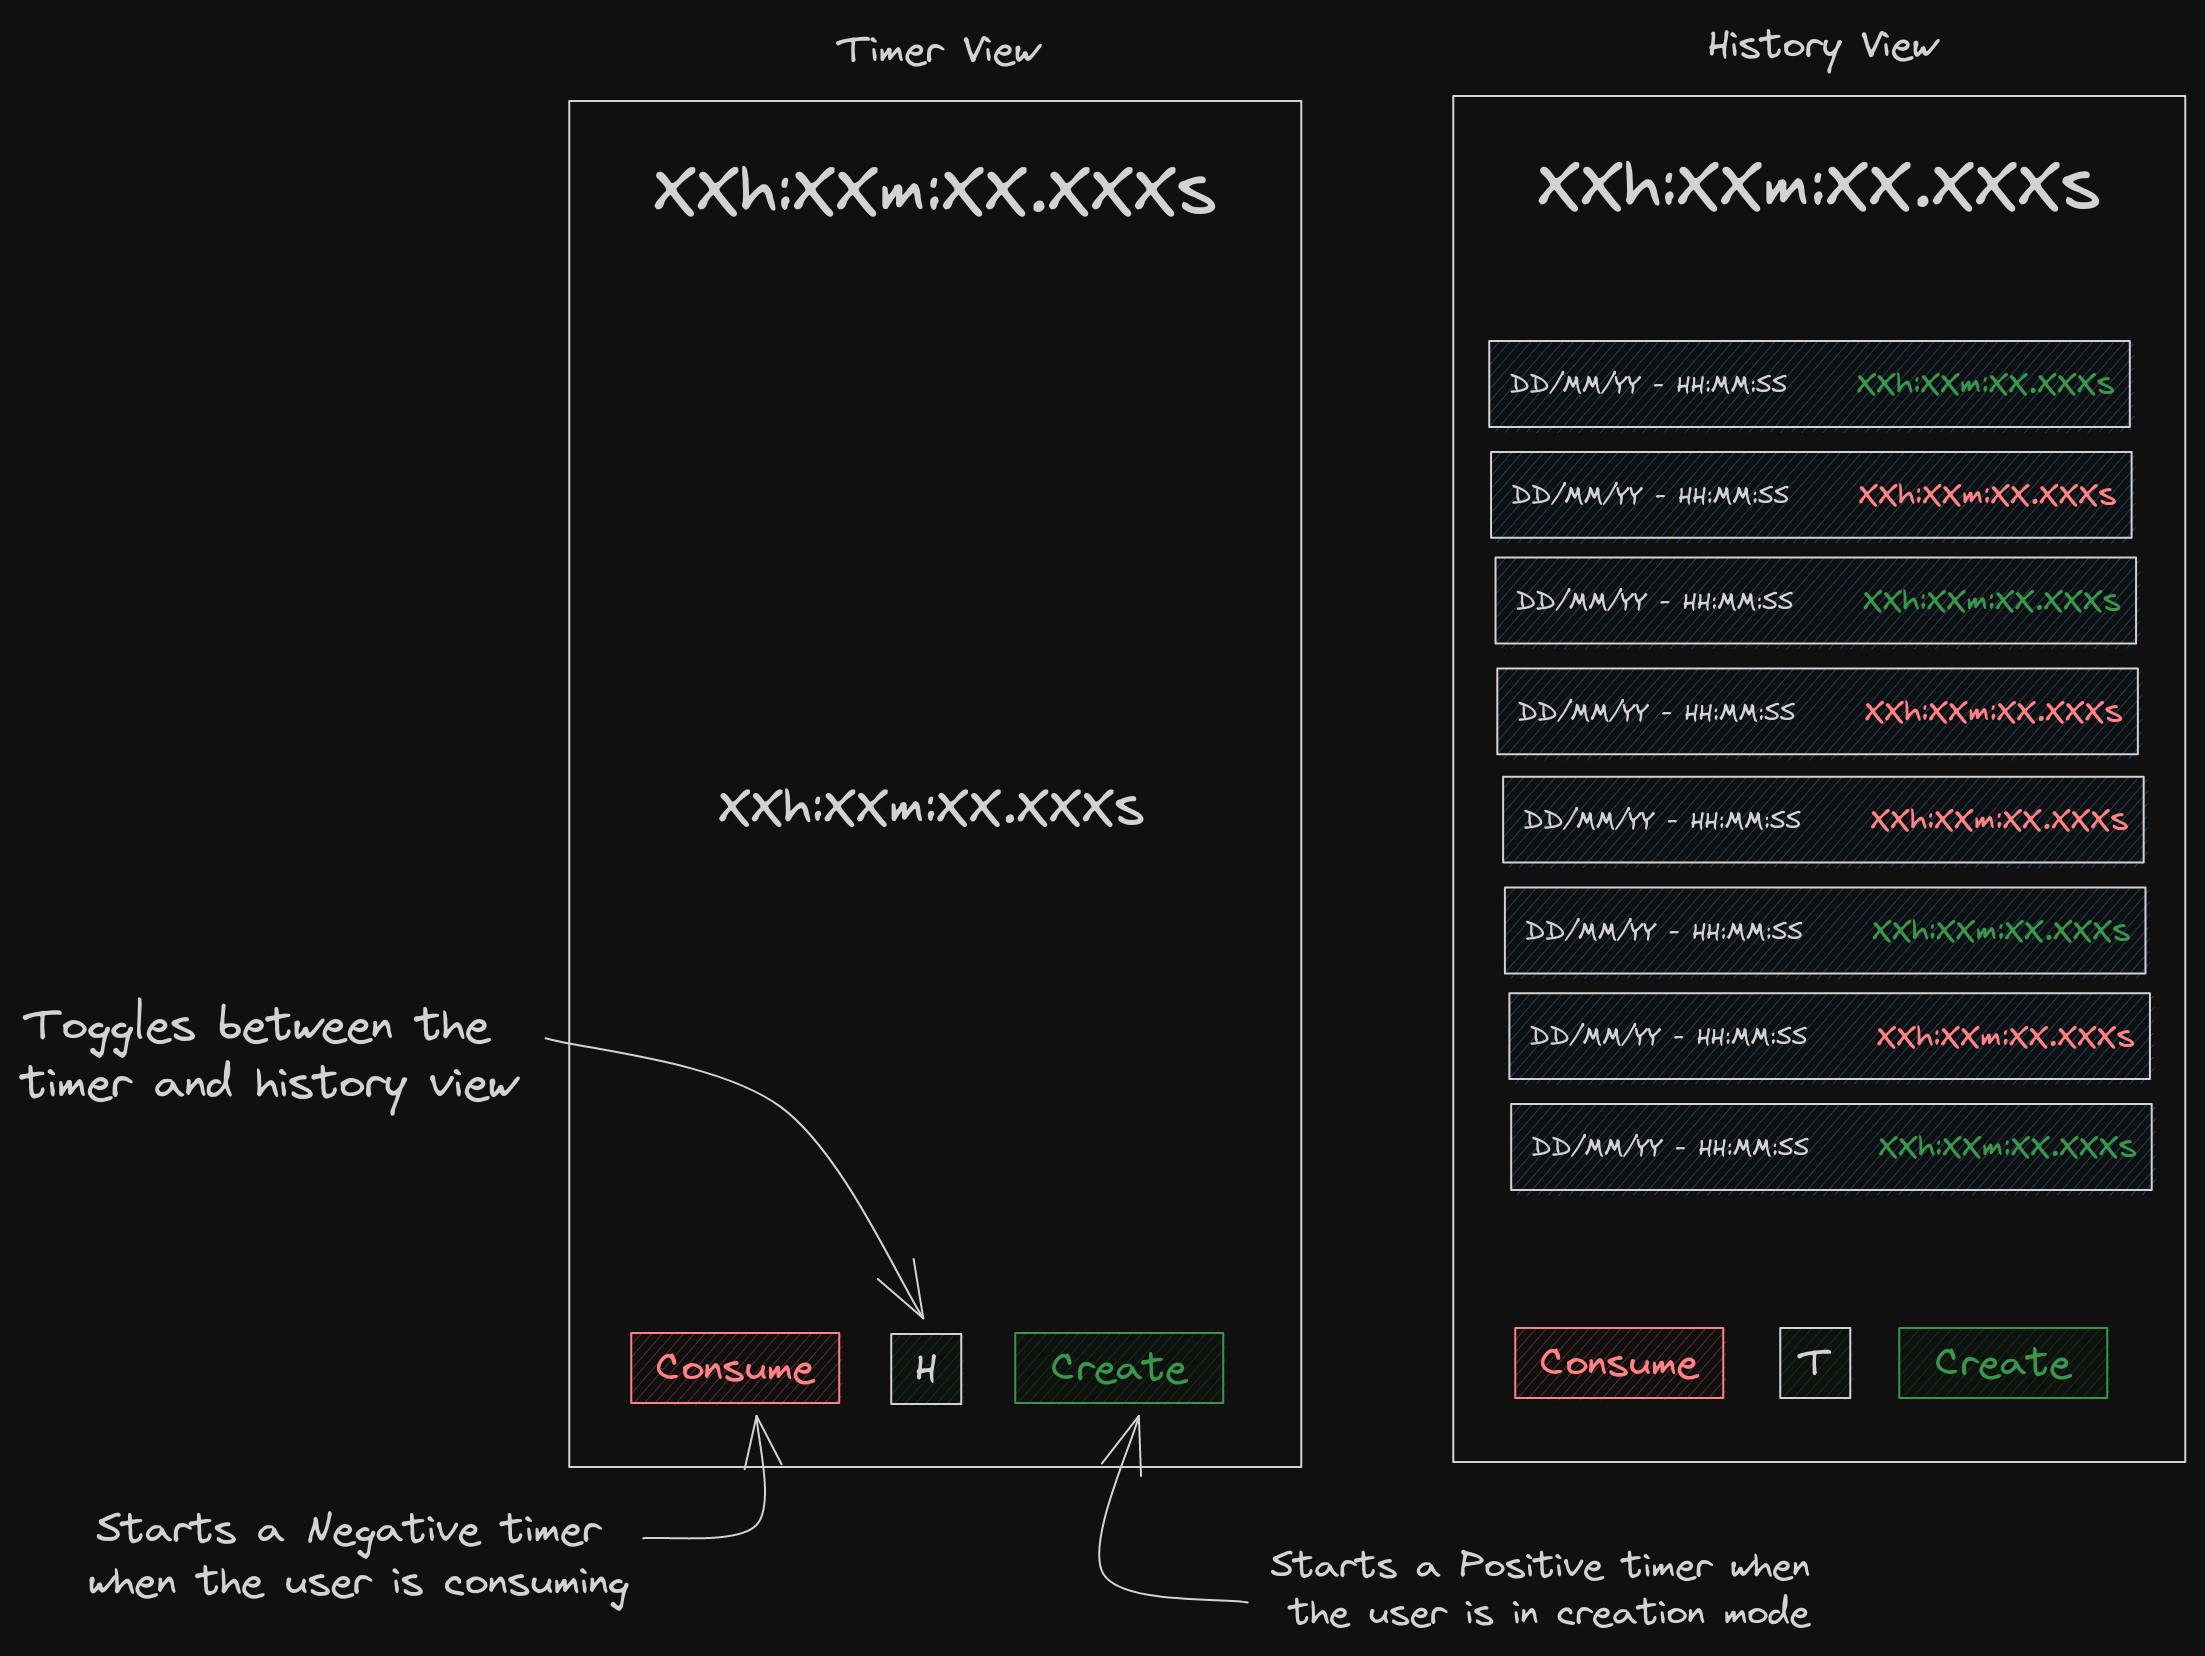 Timer View
XXh:XXm:XX.XXXs
XXh:XXm:XX.XXXs
Toggles between the
timer and history view
Consume
H
Create
Starts a Negative timer
when the user is consuming
Starts a Positive timer when
the user is in creation mode
History View
XXh:XXm:XX.XXXs
DD/MM/YY - HH:MM:SS XXh:XXm:XX.XXXs
DD/MM/YY - HH:MM:SS XXh:XXm:XX.XXXs
DD/MM/YY - HH:MM:SS XXh:XXm:XX.XXXs
DD/MM/YY - HH:MM:SS XXh:XXm:XX.XXXs
DD/MM/YY - HH:MM:SS XXh:XXm:XX.XXXs
DD/MM/YY - HH:MM:SS XXh:XXm:XX.XXXs
DD/MM/YY - HH:MM:SS XXh:XXm:XX.XXXs
DD/MM/YY - HH:MM:SS XXh:XXm:XX.XXXs
Consume
T
Create